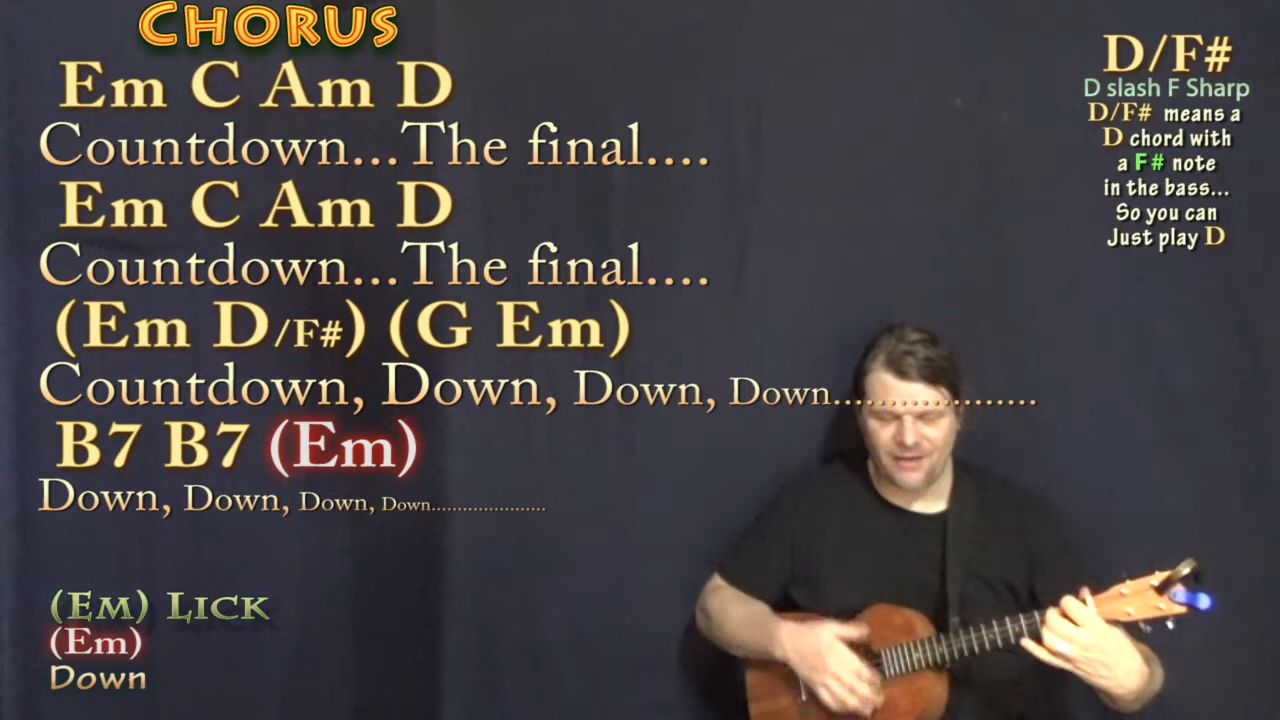 CHORUS
Em C Am D
Countdown...The final....
Em C Am D
Countdown...The final....
(Em D/F#) (G Em)
Countdown, Down, Down, Down..................
B7 B7 (Em)
Down, Down, Down, Down......................
(Em) Lick
(Em)
Down
D/F#
D slash F Sharp
D/F# means a
D chord with
a F# note
in the bass...
So you can
Just play D